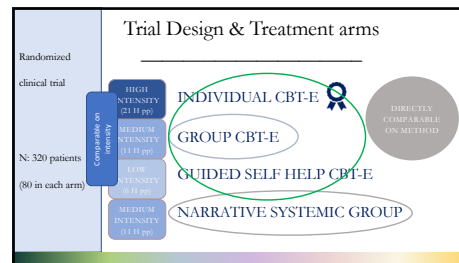 Trial Design & Treatment arms
Randomized
clinical trial
N: 320 patients
(80 in each arm)
Comparable on
intensity
HIGH
INTENSITY
(21 H pp)
INDIVIDUAL CBT-E
MEDIUM
INTENSITY
(11 H pp)
GROUP CBT-E
LOW
INTENSITY
(6 H pp)
GUIDED SELF HELP CBT-E
MEDIUM
INTENSITY
(11 H pp)
NARRATIVE SYSTEMIC GROUP
DIRECTLY
COMPARABLE
ON METHOD